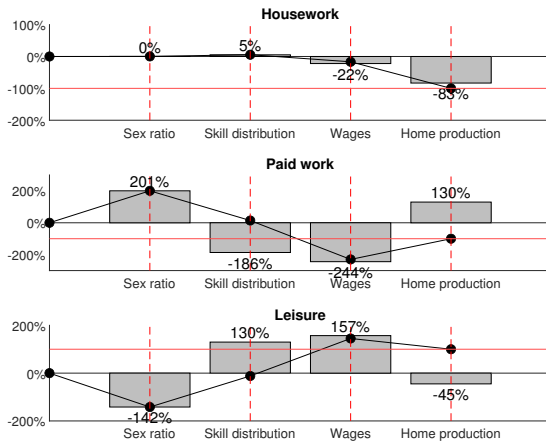 Housework
100%
0%
-100%
-200%
0%
5%
-22%
-83%
Sex ratio
Skill distribution
Wages
Home production
Paid work
200%
0%
-200%
201%
-186%
-244%
130%
Sex ratio
Skill distribution
Wages
Home production
Leisure
200%
0%
-200%
-142%
130%
157%
-45%
Sex ratio
Skill distribution
Wages
Home production